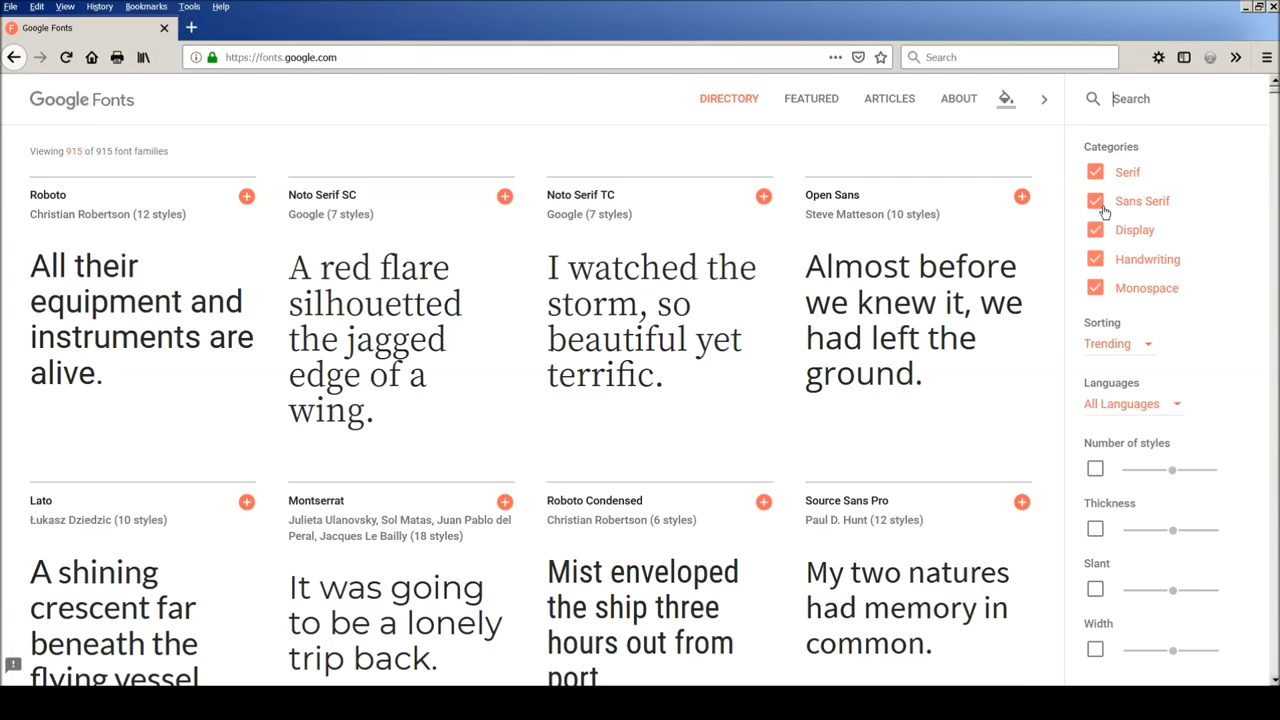 File Edit View History Bookmarks Tools Help
Google Fonts
https://fonts.google.com
Search
Google Fonts
DIRECTORY FEATURED ARTICLES ABOUT
Search
Viewing 915 of 915 font families
Roboto
Christian Robertson (12 styles)
All their
equipment and
instruments are
alive.
Noto Serif SC
Google (7 styles)
A red flare
silhouetted
the jagged
edge of a
wing.
Noto Serif TC
Google (7 styles)
I watched the
storm, so
beautiful yet
terrific.
Open Sans
Steve Matteson (10 styles)
Almost before
we knew it, we
had left the
ground.
Lato
Łukasz Dziedzic (10 styles)
A shining
crescent far
beneath the
flying vessel
Montserrat
Julieta Ulanovsky, Sol Matas, Juan Pablo del
Peral, Jacques Le Bailly (18 styles)
It was going
to be a lonely
trip back.
Roboto Condensed
Christian Robertson (6 styles)
Mist enveloped
the ship three
hours out from
port
Source Sans Pro
Paul D. Hunt (12 styles)
My two natures
had memory in
common.
Categories
Serif
Sans Serif
Display
Handwriting
Monospace
Sorting
Trending
Languages
All Languages
Number of styles
Thickness
Slant
Width